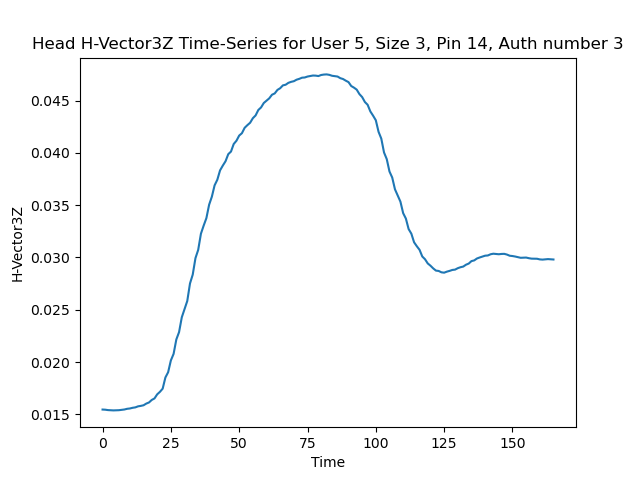 Head H-Vector3Z Time-Series for User 5, Size 3, Pin 14, Auth number 3
0.045
0.040
0.035
0.030
0.025
0.020
0.015
H-Vector3Z
0 25 50 75 100 125 150
Time